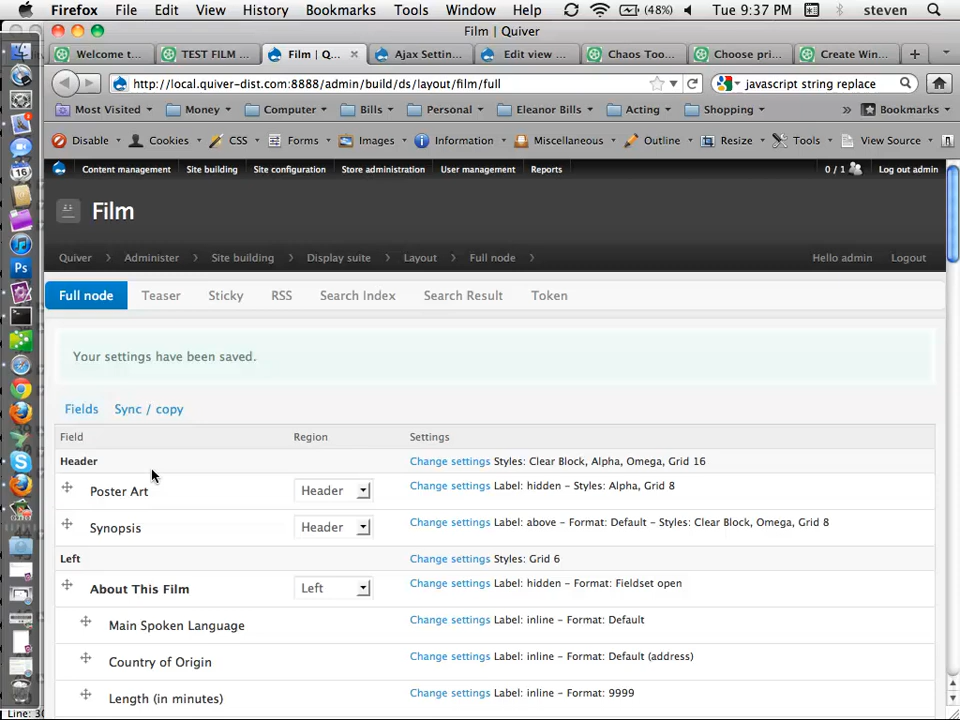 Firefox File Edit View History Bookmarks Tools Window Help (48%) Tue 9:37 PM steven
Film | Quiver
Welcome t... TEST FILM ... Film | Q... Ajax Settin... Edit view ... Chaos Too... Choose pri... Create Win...
http://local.quiver-dist.com:8888/admin/build/ds/layout/film/full javascript string replace
Most Visited Money Computer Bills Personal Eleanor Bills Acting Shopping » Bookmarks
Disable Cookies CSS Forms Images Information Miscellaneous Outline Resize Tools View Source
Content management Site building Site configuration Store administration User management Reports 0 / 1 Log out admin
Film
Quiver Administer Site building Display suite Layout Full node Hello admin Logout
Full node Teaser Sticky RSS Search Index Search Result Token
Your settings have been saved.
Fields Sync / copy
Field Region Settings
Header Change settings Styles: Clear Block, Alpha, Omega, Grid 16
Poster Art Header Change settings Label: hidden - Styles: Alpha, Grid 8
Synopsis Header Change settings Label: above - Format: Default - Styles: Clear Block, Omega, Grid 8
Left Change settings Styles: Grid 6
About This Film Left Change settings Label: hidden - Format: Fieldset open
Main Spoken Language Change settings Label: inline - Format: Default
Country of Origin Change settings Label: inline - Format: Default (address)
Length (in minutes) Change settings Label: inline - Format: 9999